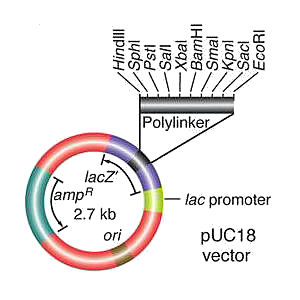 HindIII
SphI
PstI
SalI
XbaI
BamHI
SmaI
KpnI
SacI
EcoRI
Polylinker
lacZ'
ampR
2.7 kb
ori
lac promoter
pUC18
vector